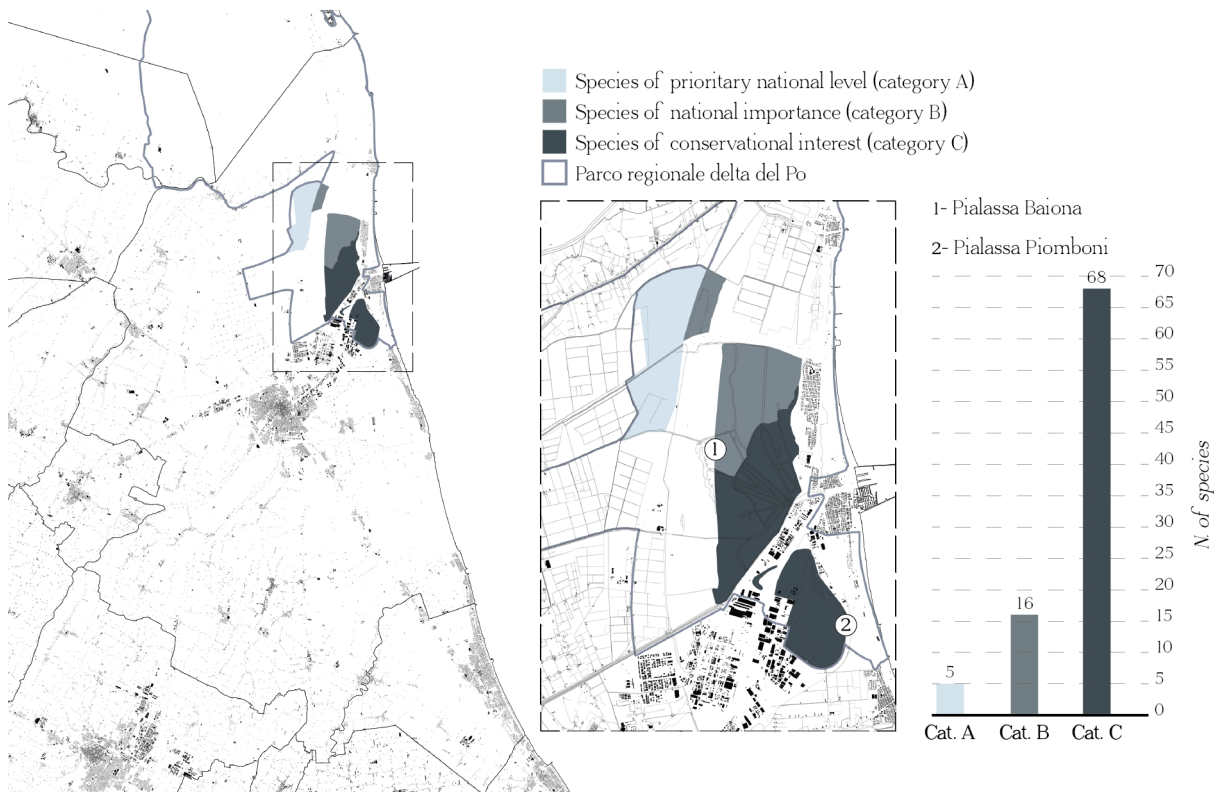 Species of prioritary national level (category A)
Species of national importance (category B)
Species of conservational interest (category C)
Parco regionale delta del Po
1- Pialassa Baiona
2- Pialassa Piomboni
1
2
70
65
60
55
50
45
40
35
30
25
20
15
10
5
0
N. of species
5
16
68
Cat. A
Cat. B
Cat. C